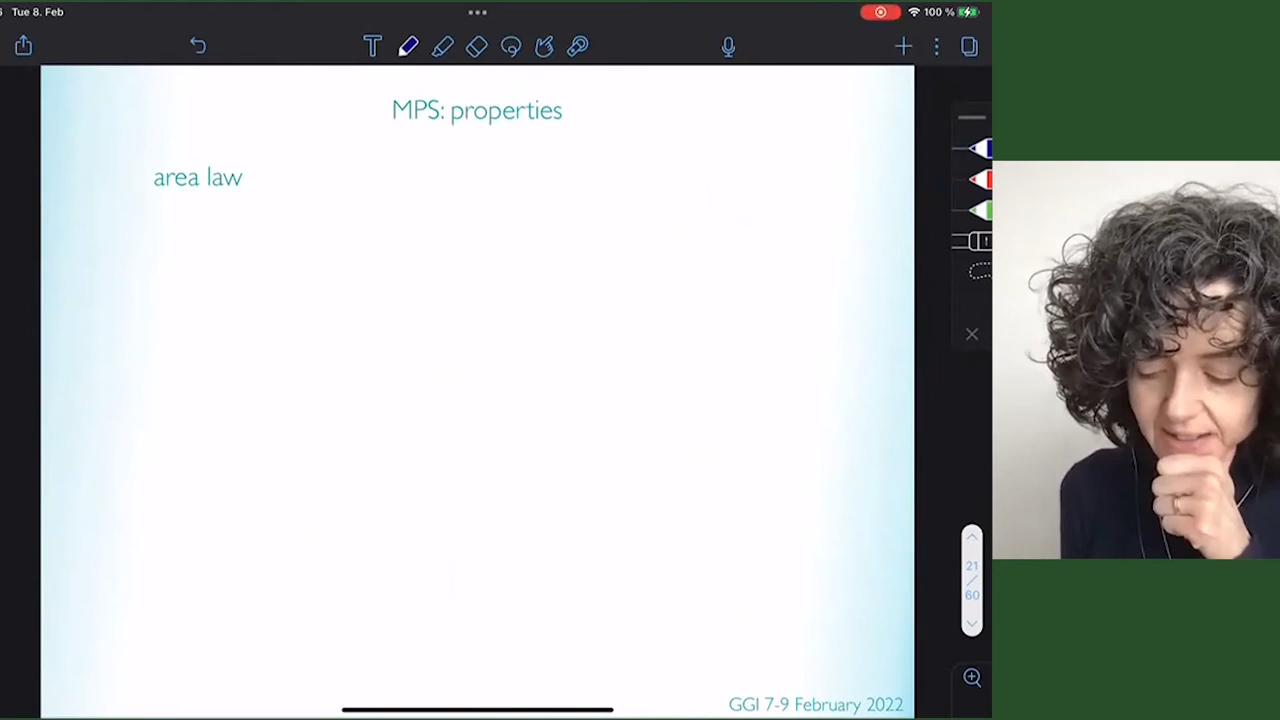 Tue 8. Feb
100 %
T
MPS: properties
area law
21
60
GGI 7-9 February 2022